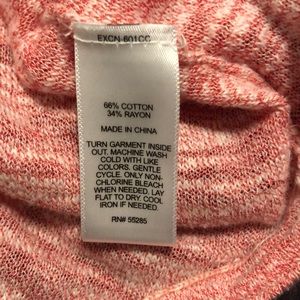 EXCN-601CC
66% COTTON
34% RAYON
MADE IN CHINA
TURN GARMENT INSIDE
OUT. MACHINE WASH
COLD WITH LIKE
COLORS. GENTLE
CYCLE. ONLY NON-
CHLORINE BLEACH
WHEN NEEDED. LAY
FLAT TO DRY. COOL
IRON IF NEEDED.
RN# 55285